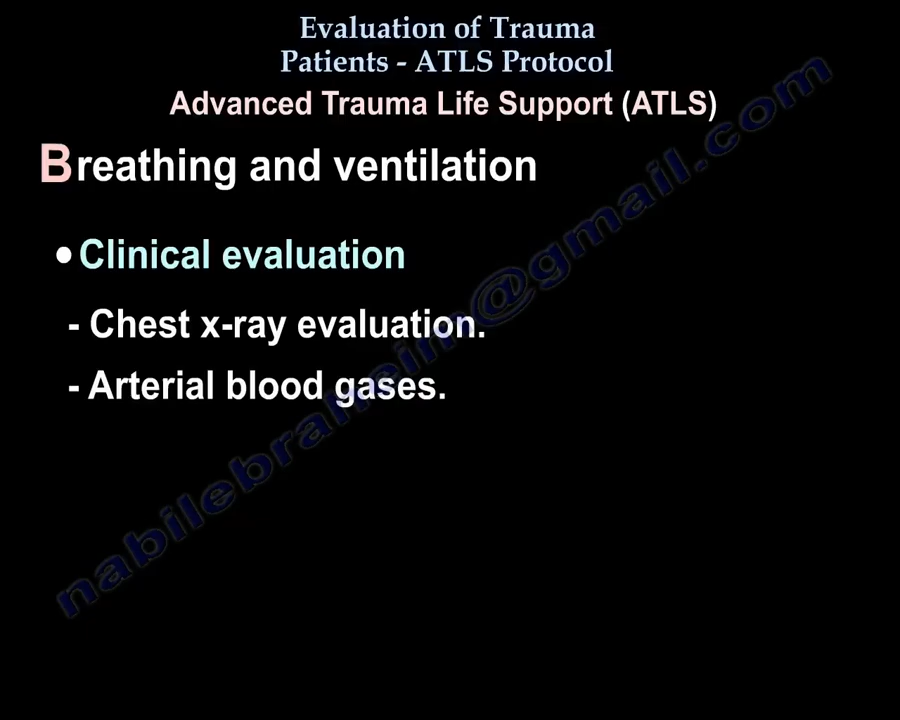 Evaluation of Trauma
Patients - ATLS Protocol
Advanced Trauma Life Support (ATLS)
Breathing and ventilation
• Clinical evaluation
- Chest x-ray evaluation.
- Arterial blood gases.
nabilebraheim@gmail.com